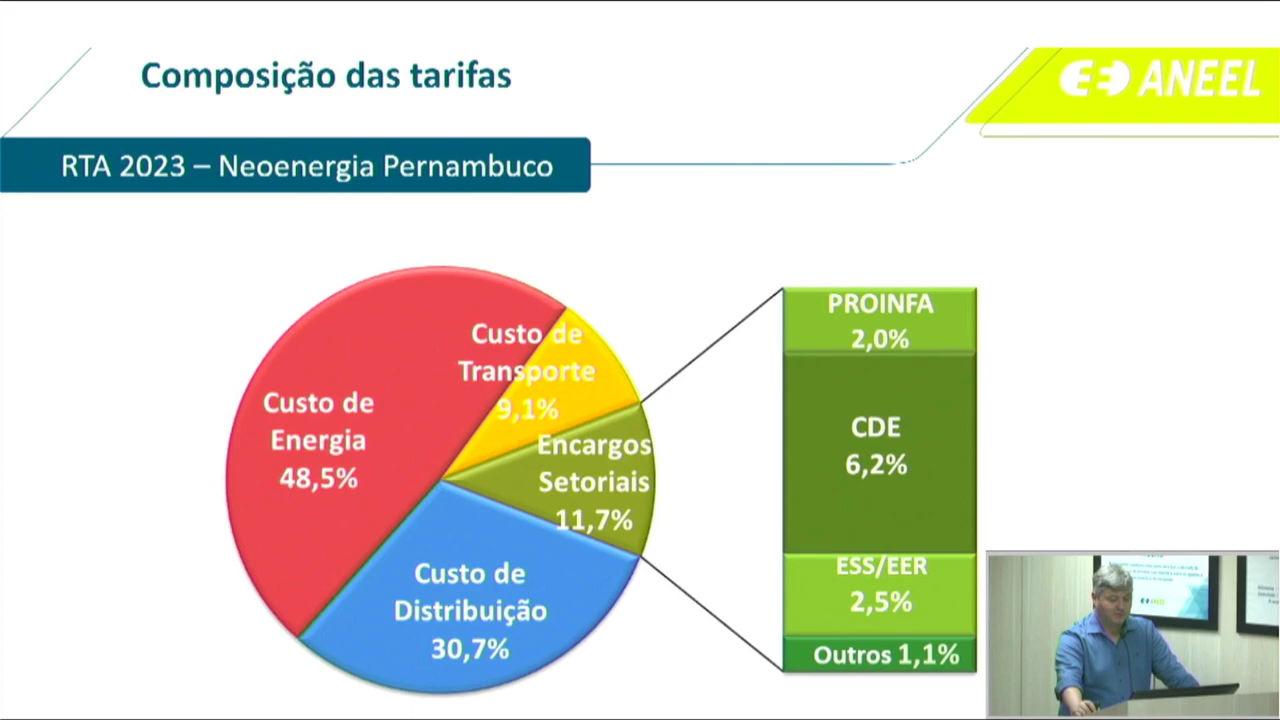 Composição das tarifas
ANEEL
RTA 2023 – Neoenergia Pernambuco
Custo de
Energia
48,5%
Custo de
Transporte
9,1%
Encargos
Setoriais
11,7%
Custo de
Distribuição
30,7%
PROINFA
2,0%
CDE
6,2%
ESS/EER
2,5%
Outros 1,1%